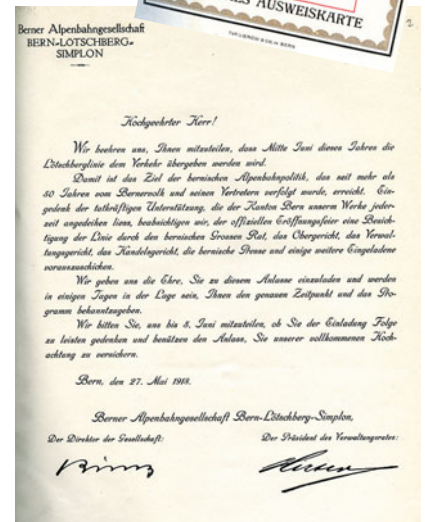 ES AUSWEISKARTE
2
Berner Alpenbahngesellschaft
BERN-LÖTSCHBERG-
SIMPLON
Hochgeehrter Herr!
Wir beehren uns, Ihnen mitzuteilen, dass Mitte Juni dieses Jahres die
Lötschberglinie dem Verkehr übergeben werden wird.
Damit ist das Ziel der bernischen Alpenbahnpolitik, das seit mehr als
50 Jahren vom Bernervolk und seinen Vertretern verfolgt wurde, erreicht. Ein-
gedenk der tatkräftigen Unterstützung, die der Kanton Bern unserem Werke jeder-
zeit angedeihen liess, beabsichtigen wir, der offiziellen Eröffnungsfeier eine Besich-
tigung der Linie durch den bernischen Grossen Rat, das Obergericht, das Verwal-
tungsgericht, das Handelsgericht, die bernische Presse und einige weitere Eingeladene
vorauszuschicken.
Wir geben uns die Ehre, Sie zu diesem Anlasse einzuladen und werden
in einigen Tagen in der Lage sein, Ihnen den genauen Zeitpunkt und das Pro-
gramm bekanntzugeben.
Wir bitten Sie, uns bis 5. Juni mitzuteilen, ob Sie der Einladung Folge
zu leisten gedenken und benützen den Anlass, Sie unserer vollkommenen Hoch-
achtung zu versichern.
Bern, den 27. Mai 1913.
Berner Alpenbahngesellschaft Bern-Lötschberg-Simplon,
Der Direktor der Gesellschaft:
Der Präsident des Verwaltungsrates: